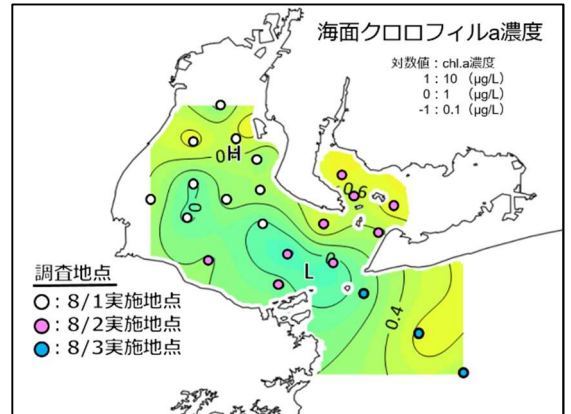 海面クロロフィルa濃度
対数値：chl.a濃度
1：10 （μg/L）
0：1 （μg/L）
-1：0.1（μg/L）
H
0.6
0
L
0.4
調査地点
：8/1実施地点
：8/2実施地点
：8/3実施地点